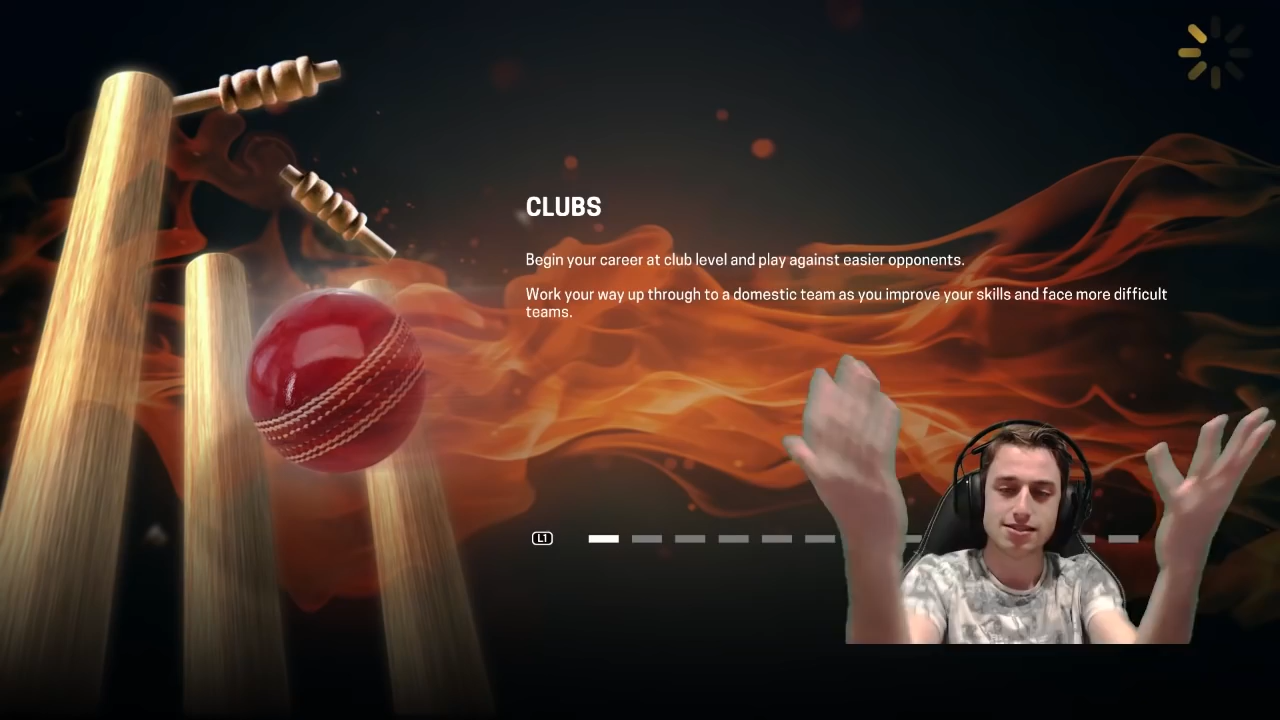 CLUBS
Begin your career at club level and play against easier opponents.
Work your way up through to a domestic team as you improve your skills and face more difficult
teams.
L1